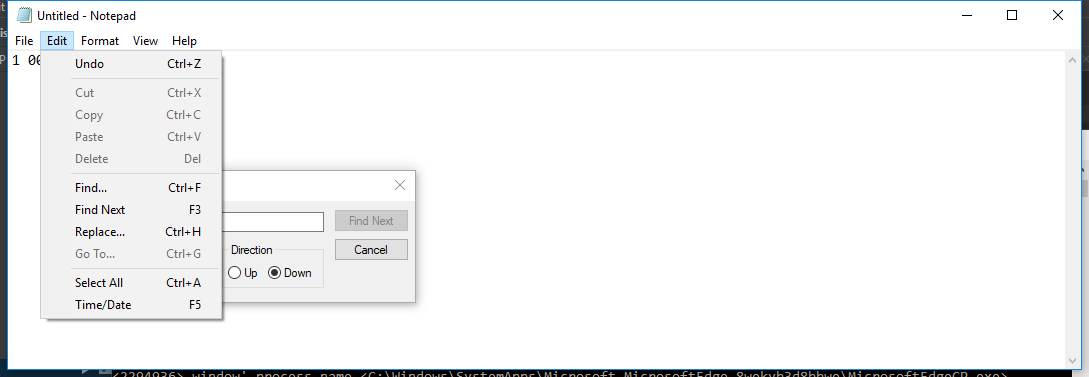 Untitled - Notepad
File Edit Format View Help
1 00
Undo Ctrl+Z
Cut Ctrl+X
Copy Ctrl+C
Paste Ctrl+V
Delete Del
Find... Ctrl+F
Find Next F3
Replace... Ctrl+H
Go To... Ctrl+G
Select All Ctrl+A
Time/Date F5
Find Next
Direction
Cancel
Up Down
<2294936> window' process name <C:\Windows\SystemApps\Microsoft.MicrosoftEdge_8wekyb3d8bbwe\MicrosoftEdgeCP.exe>